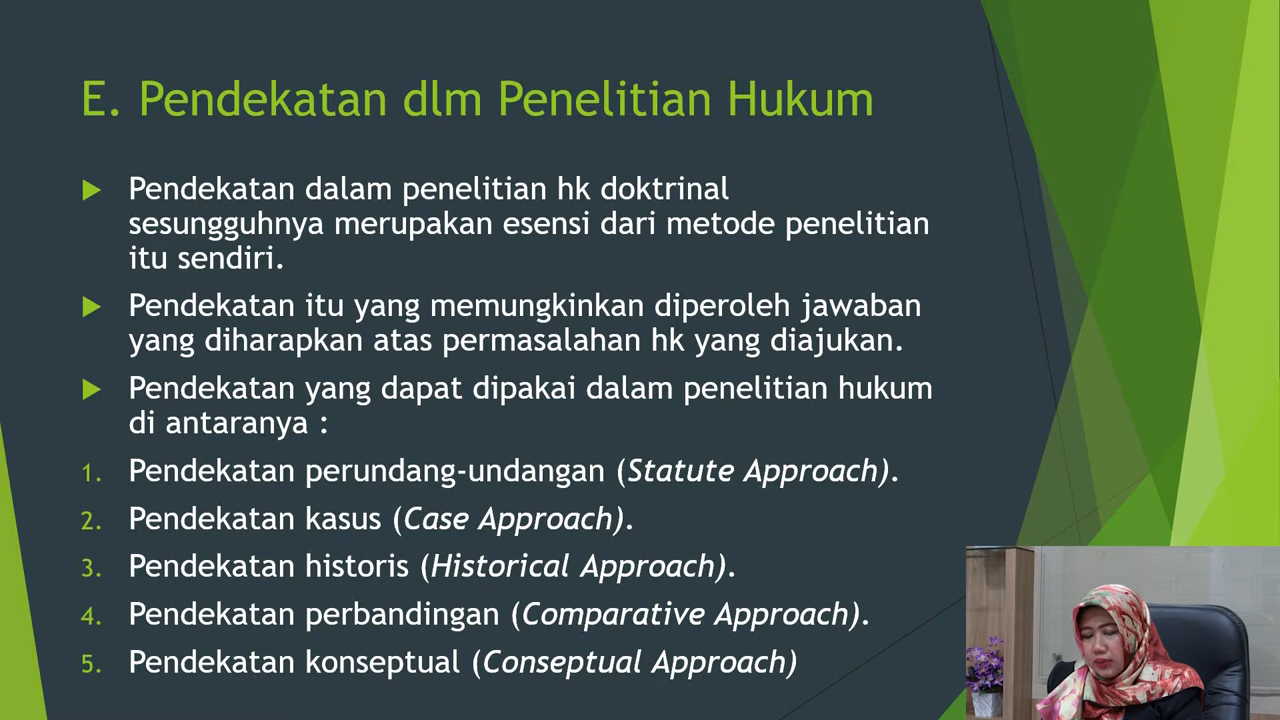 E. Pendekatan dlm Penelitian Hukum
Pendekatan dalam penelitian hk doktrinal
sesungguhnya merupakan esensi dari metode penelitian
itu sendiri.
Pendekatan itu yang memungkinkan diperoleh jawaban
yang diharapkan atas permasalahan hk yang diajukan.
Pendekatan yang dapat dipakai dalam penelitian hukum
di antaranya :
1. Pendekatan perundang-undangan (Statute Approach).
2. Pendekatan kasus (Case Approach).
3. Pendekatan historis (Historical Approach).
4. Pendekatan perbandingan (Comparative Approach).
5. Pendekatan konseptual (Conseptual Approach)